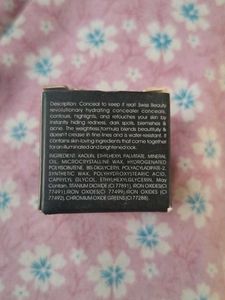 Description: Conceal to keep it real! Swiss Beauty
revolutionary hydrating concealer conceals,
contours, highlights, and retouches your skin by
instantly hiding redness, dark spots, blemishes &
acne. The weightless formula blends beautifully &
doesn't crease in fine lines and is water-resistant. It
contains skin-loving ingredients that come together
for an illuminated and brightened look.
INGREDIENT: KAOLIN, ETHYLHEXYL PALMITATE, MINERAL
OIL, MICROCRYSTALLINE WAX, HYDROGENATED
POLYISOBUTENE, BIS-DIGLYCERYL POLYACYLADIPATE-2,
SYNTHETIC WAX, POLYHYDROXYSTEARIC ACID,
CAPRYLYL GLYCOL, ETHYLHEXYLGLYCERIN, May
Contain, TITANIUM DIOXIDE (CI 77891), IRON OXIDES(CI
77491), IRON OXIDES(CI 77499), IRON OXIDES (CI
77492), CHROMIUM OXIDE GREENS (CI 77288).